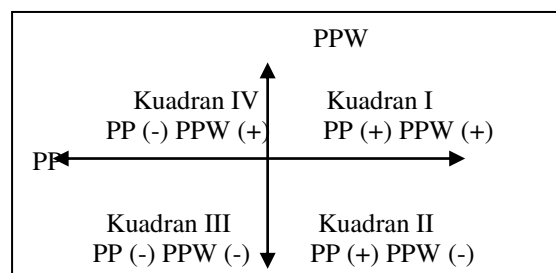 PPW
Kuadran IV
PP (-) PPW (+)
Kuadran I
PP (+) PPW (+)
PP
Kuadran III
PP (-) PPW (-)
Kuadran II
PP (+) PPW (-)